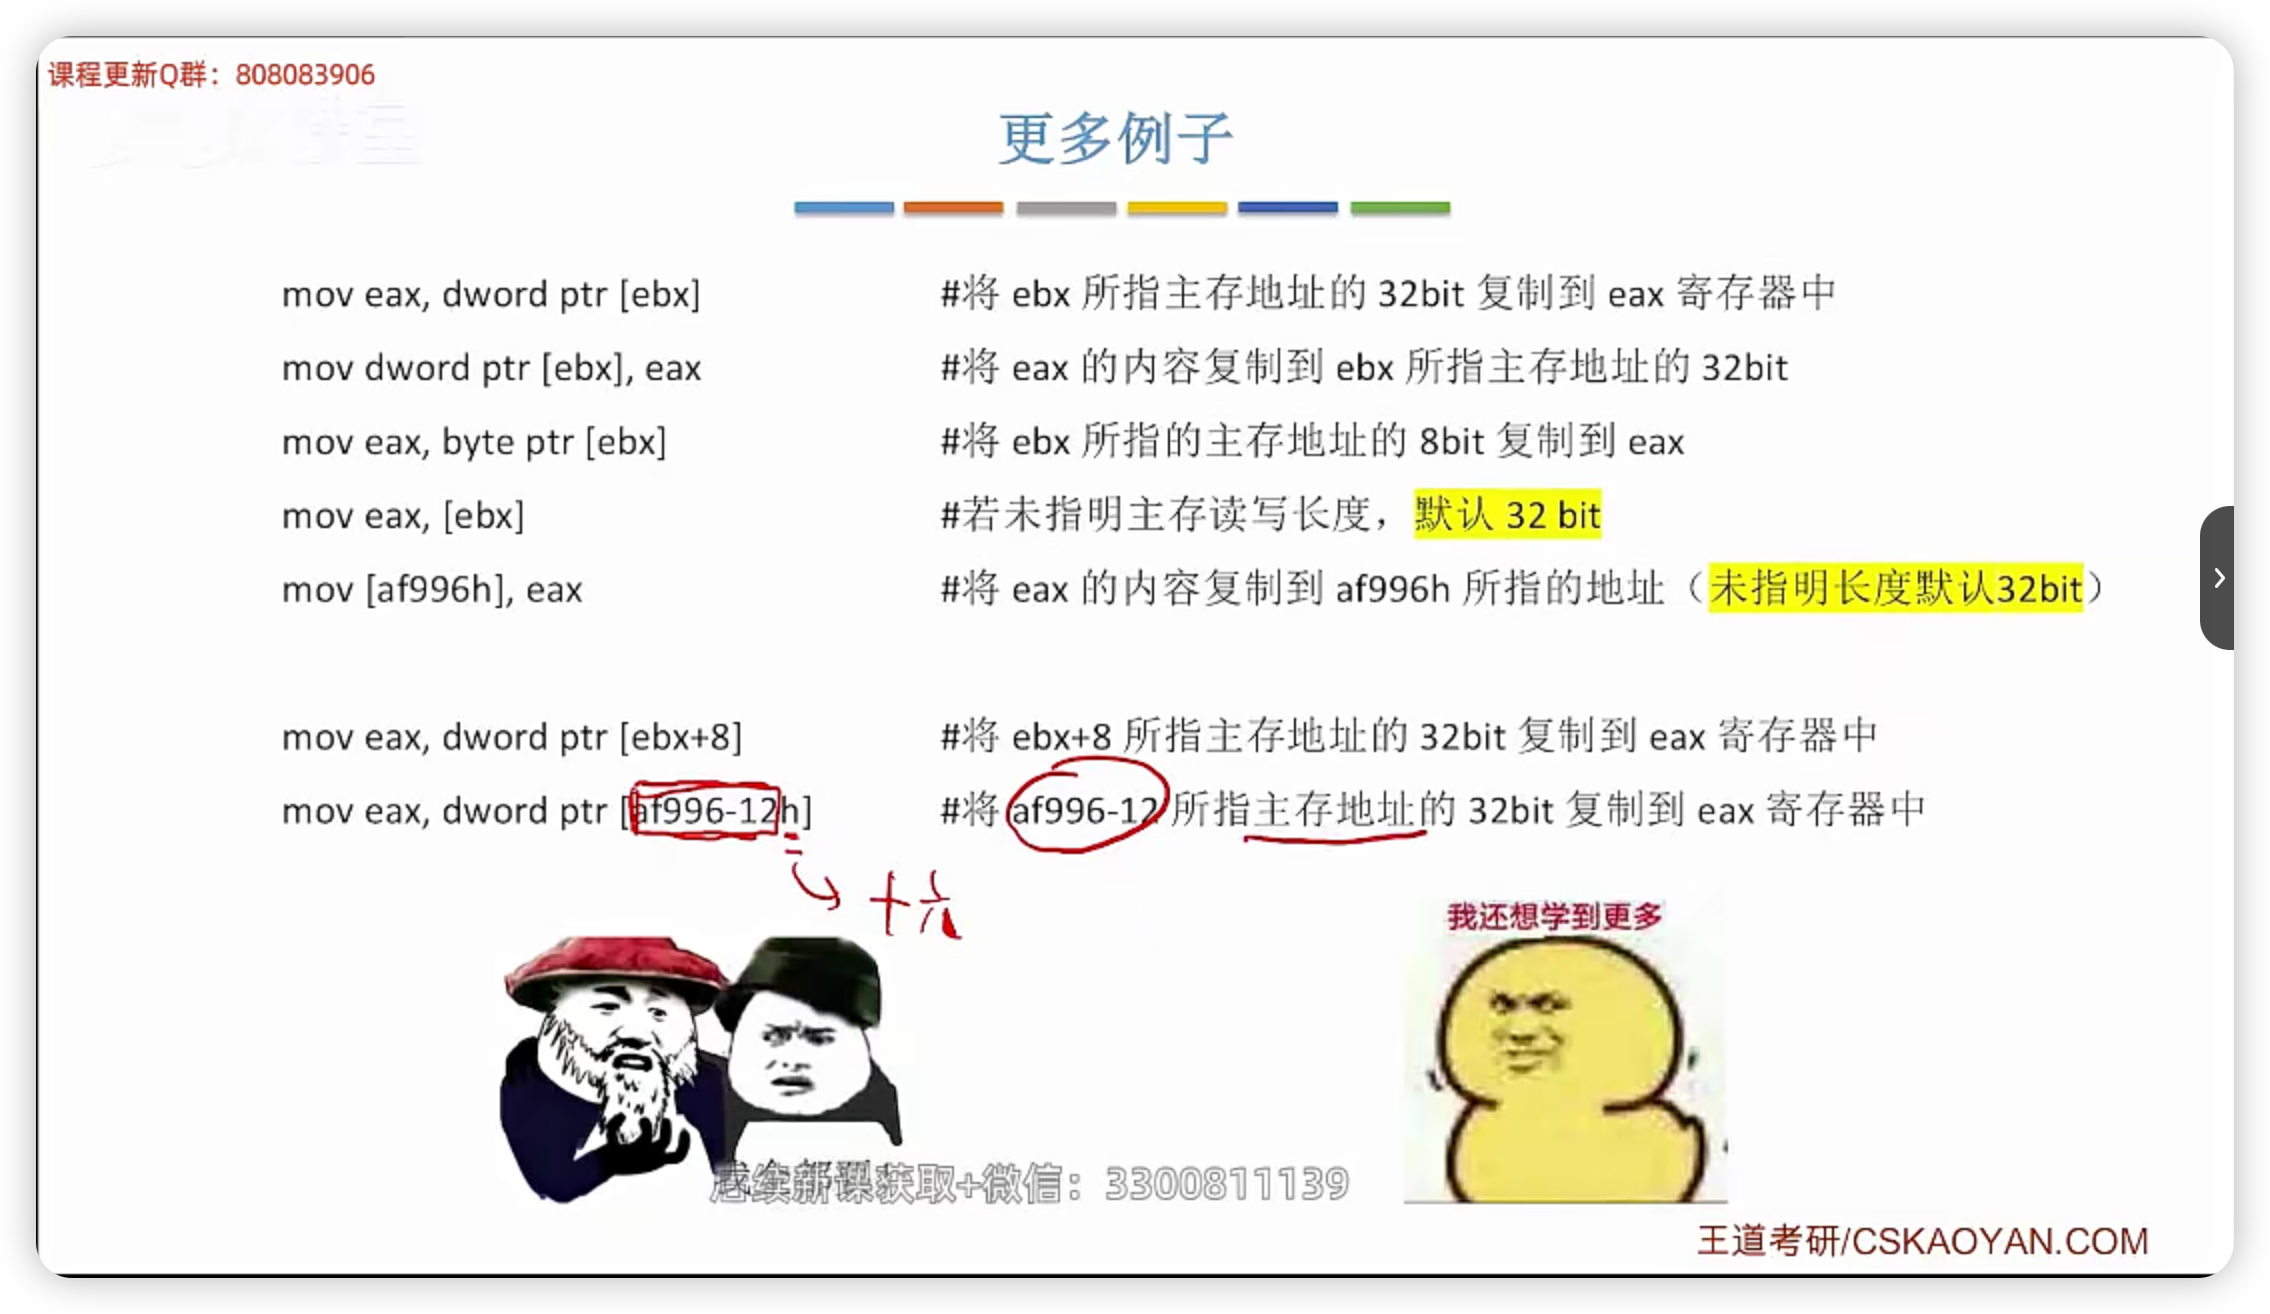 课程更新Q群：808083906
更多例子
mov eax, dword ptr [ebx] #将 ebx 所指主存地址的 32bit 复制到 eax 寄存器中
mov dword ptr [ebx], eax #将 eax 的内容复制到 ebx 所指主存地址的 32bit
mov eax, byte ptr [ebx] #将 ebx 所指的主存地址的 8bit 复制到 eax
mov eax, [ebx] #若未指明主存读写长度，默认 32 bit
mov [af996h], eax #将 eax 的内容复制到 af996h 所指的地址（未指明长度默认32bit）
mov eax, dword ptr [ebx+8] #将 ebx+8 所指主存地址的 32bit 复制到 eax 寄存器中
mov eax, dword ptr [af996-12h] #将 af996-12 所指主存地址的 32bit 复制到 eax 寄存器中
十六
我还想学到更多
获取+微信：3300811139
王道考研/CSKAOYAN.COM